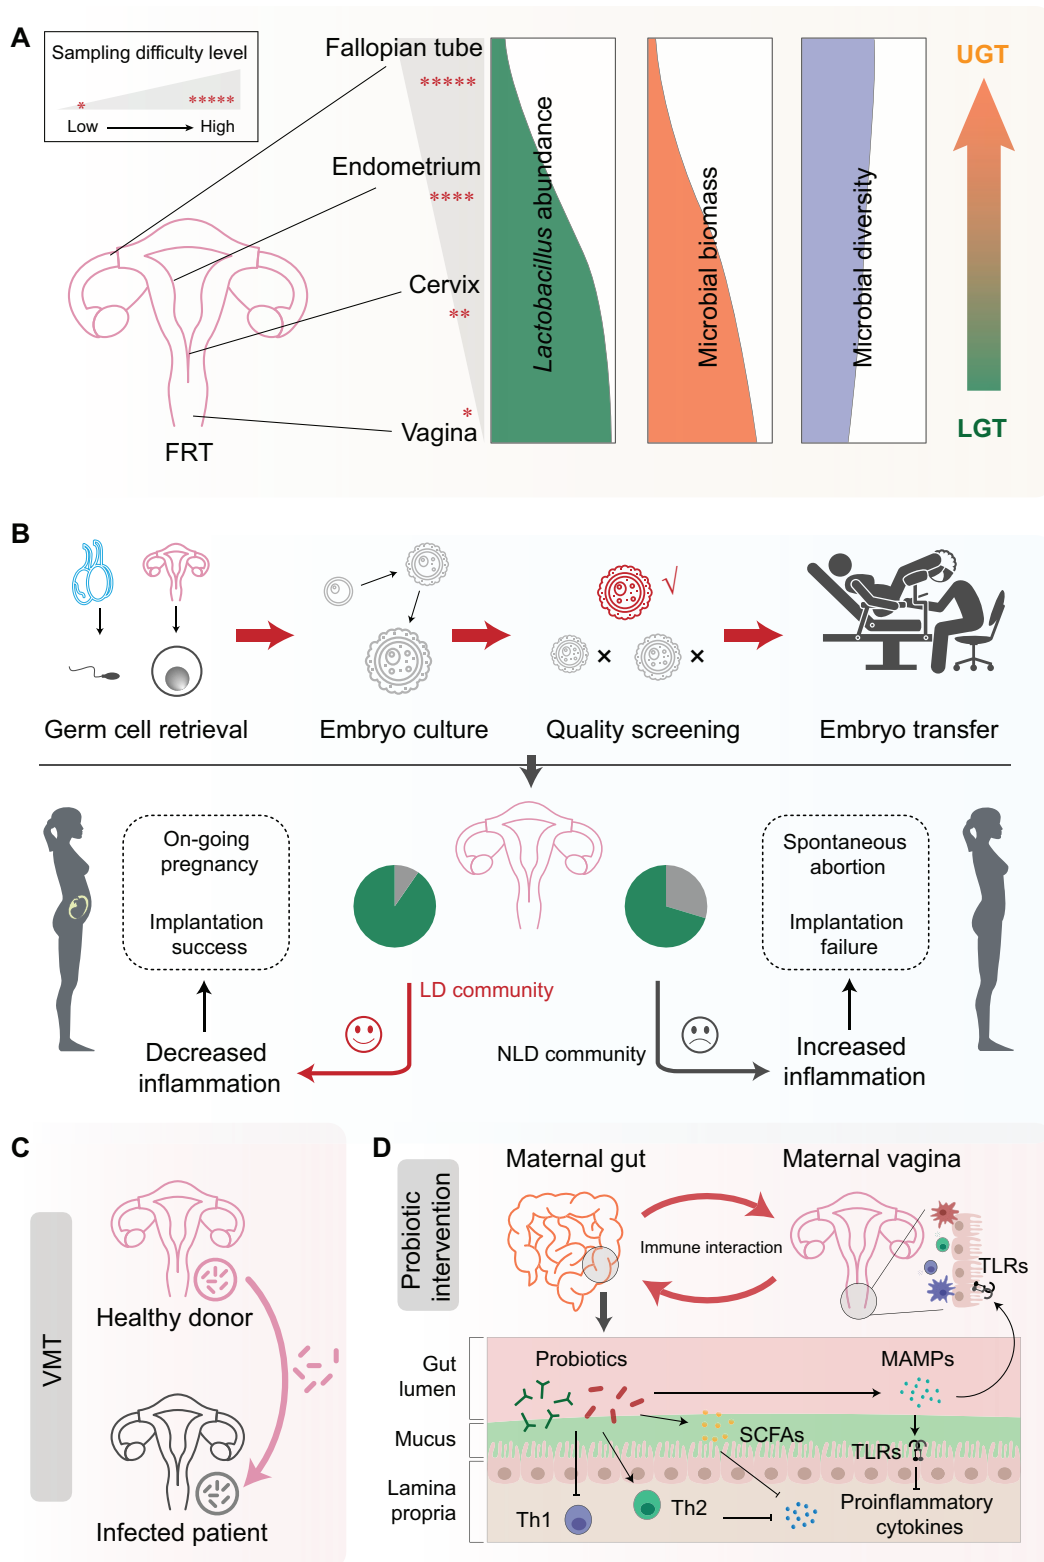 A
Sampling difficulty level
*
*****
Low
High
Fallopian tube
*****
Endometrium
****
Cervix
**
*
Vagina
FRT
Lactobacillus abundance
Microbial biomass
Microbial diversity
UGT
LGT
B
Germ cell retrieval
Embryo culture
√
×
×
Quality screening
Embryo transfer
On-going
pregnancy
Implantation
success
Spontaneous
abortion
Implantation
failure
LD community
NLD community
Decreased
inflammation
Increased
inflammation
C
VMT
Healthy donor
Infected patient
D
Probiotic
intervention
Maternal gut
Maternal vagina
Immune interaction
TLRs
Gut
lumen
Mucus
Lamina
propria
Probiotics
MAMPs
SCFAs
TLRs
Th1
Th2
Proinflammatory
cytokines